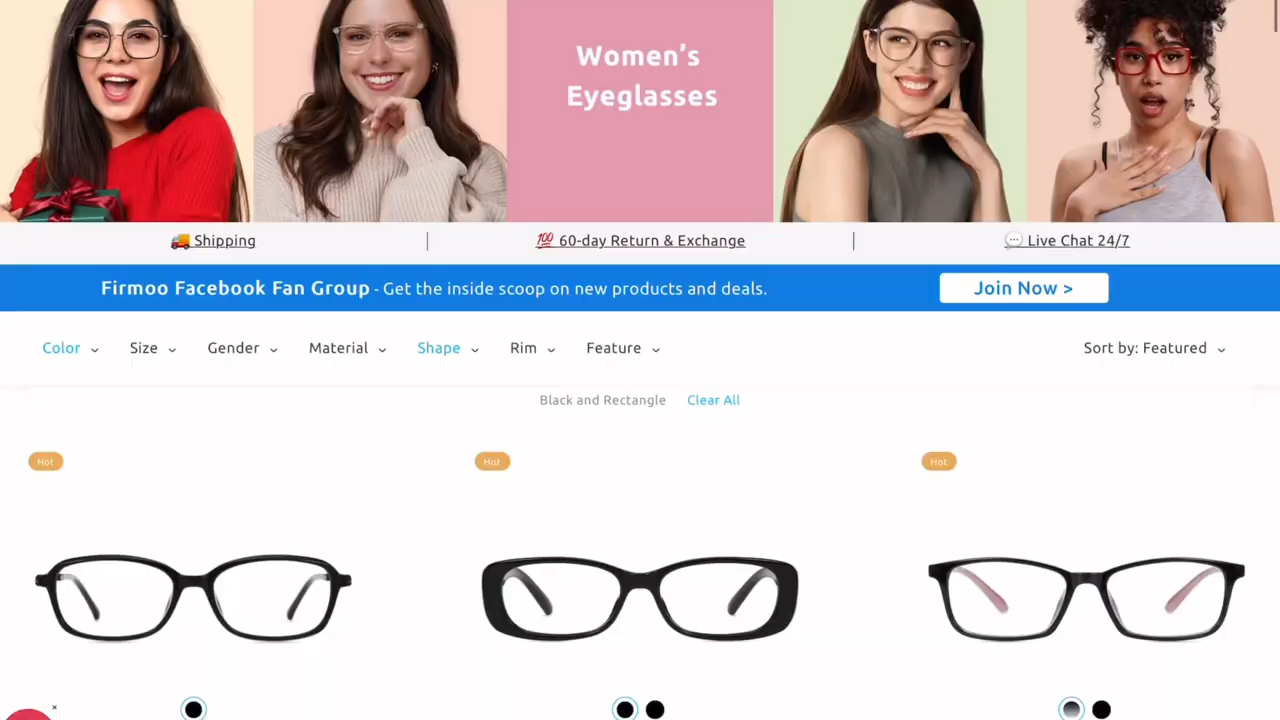 Women's
Eyeglasses
🚚 Shipping
💯 60-day Return & Exchange
💬 Live Chat 24/7
Firmoo Facebook Fan Group - Get the inside scoop on new products and deals.
Join Now >
Color
Size
Gender
Material
Shape
Rim
Feature
Sort by: Featured
Black and Rectangle
Clear All
Hot
Hot
Hot
×